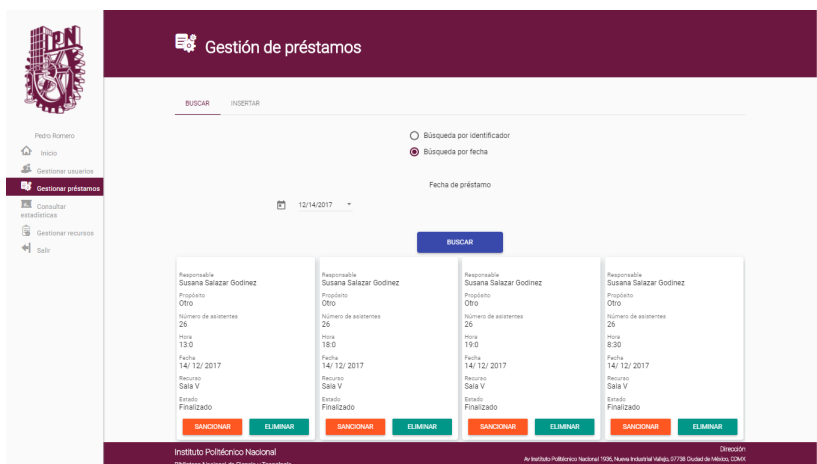 IPN
Gestión de préstamos
Pedro Romero
Inicio
Gestionar usuarios
Gestionar préstamos
Consultar
estadísticas
Gestionar recursos
Salir
BUSCAR INSERTAR
Búsqueda por identificador
Búsqueda por fecha
Fecha de préstamo
12/14/2017
BUSCAR
Responsable
Susana Salazar Godinez
Propósito
Otro
Número de asistentes
26
Hora
13:0
Fecha
14/ 12/ 2017
Recurso
Sala V
Estado
Finalizado
SANCIONAR ELIMINAR
Responsable
Susana Salazar Godinez
Propósito
Otro
Número de asistentes
26
Hora
18:0
Fecha
14/ 12/ 2017
Recurso
Sala V
Estado
Finalizado
SANCIONAR ELIMINAR
Responsable
Susana Salazar Godinez
Propósito
Otro
Número de asistentes
26
Hora
19:0
Fecha
14/ 12/ 2017
Recurso
Sala V
Estado
Finalizado
SANCIONAR ELIMINAR
Responsable
Susana Salazar Godinez
Propósito
Otro
Número de asistentes
26
Hora
8:30
Fecha
14/ 12/ 2017
Recurso
Sala V
Estado
Finalizado
SANCIONAR ELIMINAR
Instituto Politécnico Nacional
Dirección
Av Instituto Politécnico Nacional 1936, Nueva Industrial Vallejo, 07738 Ciudad de México, CDMX